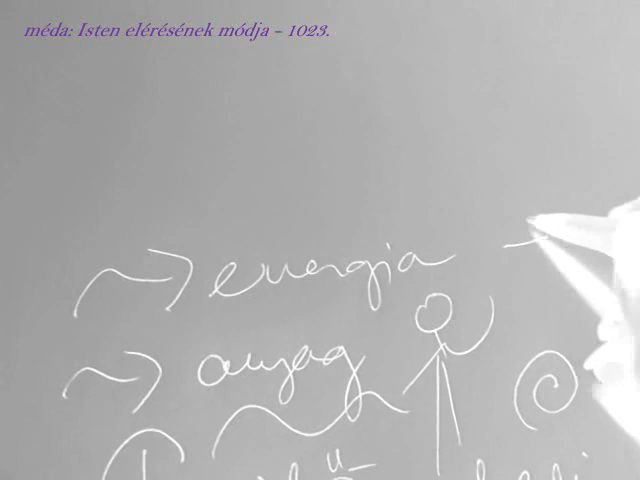 méda: Isten elérésének módja – 1023.
energia
anyag